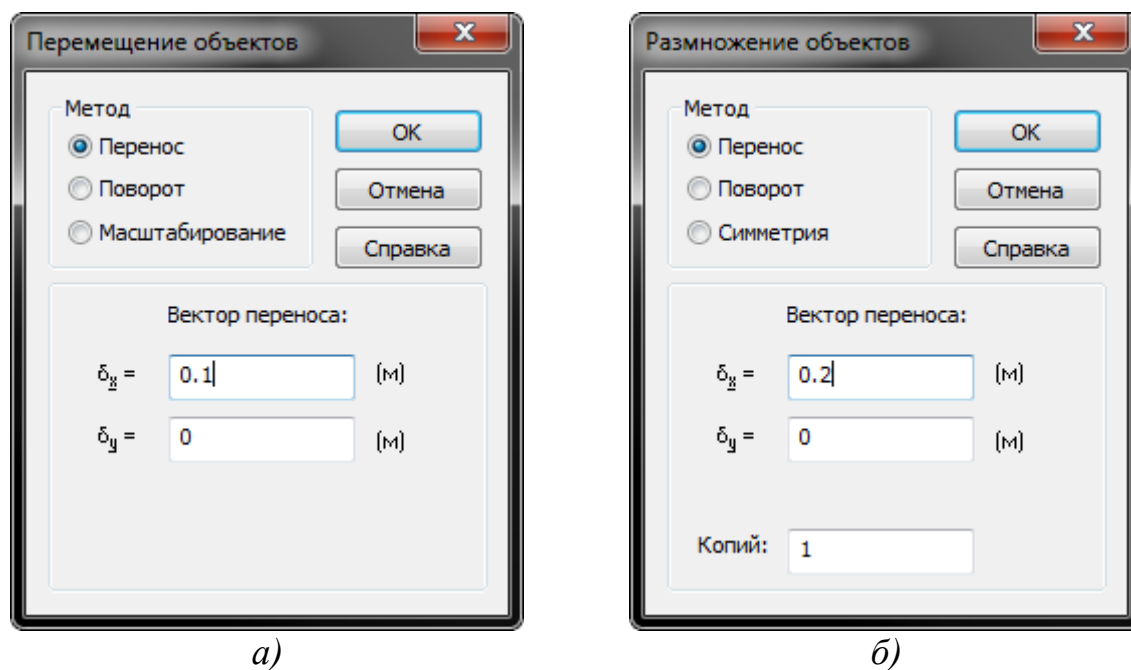 Перемещение объектов
Метод
Перенос
Поворот
Масштабирование
OK
Отмена
Справка
Вектор переноса:
δx = 0.1 (м)
δy = 0 (м)
а)
Размножение объектов
Метод
Перенос
Поворот
Симметрия
OK
Отмена
Справка
Вектор переноса:
δx = 0.2 (м)
δy = 0 (м)
Копий: 1
б)